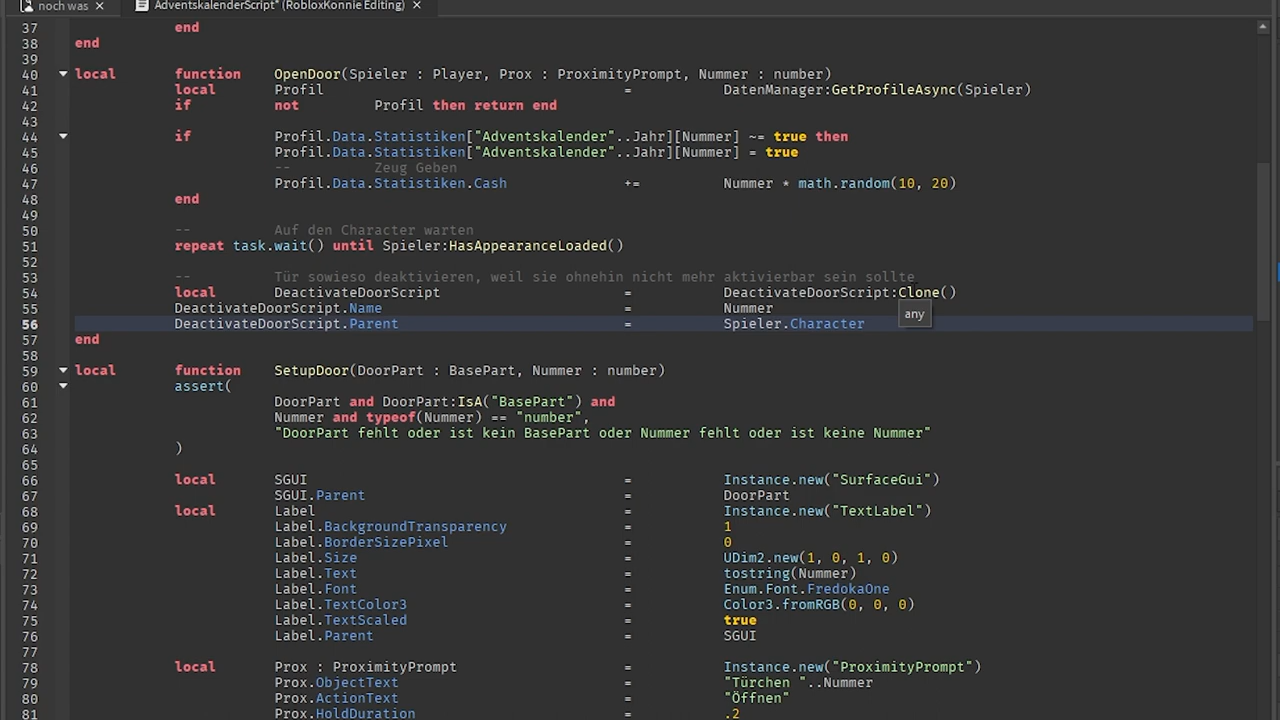 noch was × AdventskalenderScript* (RobloxKonnie Editing) ×
37 end
38 end
39
40 local function OpenDoor(Spieler : Player, Prox : ProximityPrompt, Nummer : number)
41 local Profil = DatenManager:GetProfileAsync(Spieler)
42 if not Profil then return end
43
44 if Profil.Data.Statistiken["Adventskalender"..Jahr][Nummer] ~= true then
45 Profil.Data.Statistiken["Adventskalender"..Jahr][Nummer] = true
46 -- Zeug Geben
47 Profil.Data.Statistiken.Cash += Nummer * math.random(10, 20)
48 end
49
50 -- Auf den Character warten
51 repeat task.wait() until Spieler:HasAppearanceLoaded()
52
53 -- Tür sowieso deaktivieren, weil sie ohnehin nicht mehr aktivierbar sein sollte
54 local DeactivateDoorScript = DeactivateDoorScript:Clone()
55 DeactivateDoorScript.Name = Nummer
any
56 DeactivateDoorScript.Parent = Spieler.Character
57 end
58
59 local function SetupDoor(DoorPart : BasePart, Nummer : number)
60 assert(
61 DoorPart and DoorPart:IsA("BasePart") and
62 Nummer and typeof(Nummer) == "number",
63 "DoorPart fehlt oder ist kein BasePart oder Nummer fehlt oder ist keine Nummer"
64 )
65
66 local SGUI = Instance.new("SurfaceGui")
67 SGUI.Parent = DoorPart
68 local Label = Instance.new("TextLabel")
69 Label.BackgroundTransparency = 1
70 Label.BorderSizePixel = 0
71 Label.Size = UDim2.new(1, 0, 1, 0)
72 Label.Text = tostring(Nummer)
73 Label.Font = Enum.Font.FredokaOne
74 Label.TextColor3 = Color3.fromRGB(0, 0, 0)
75 Label.TextScaled = true
76 Label.Parent = SGUI
77
78 local Prox : ProximityPrompt = Instance.new("ProximityPrompt")
79 Prox.ObjectText = "Türchen "..Nummer
80 Prox.ActionText = "Öffnen"
81 Prox.HoldDuration = .2